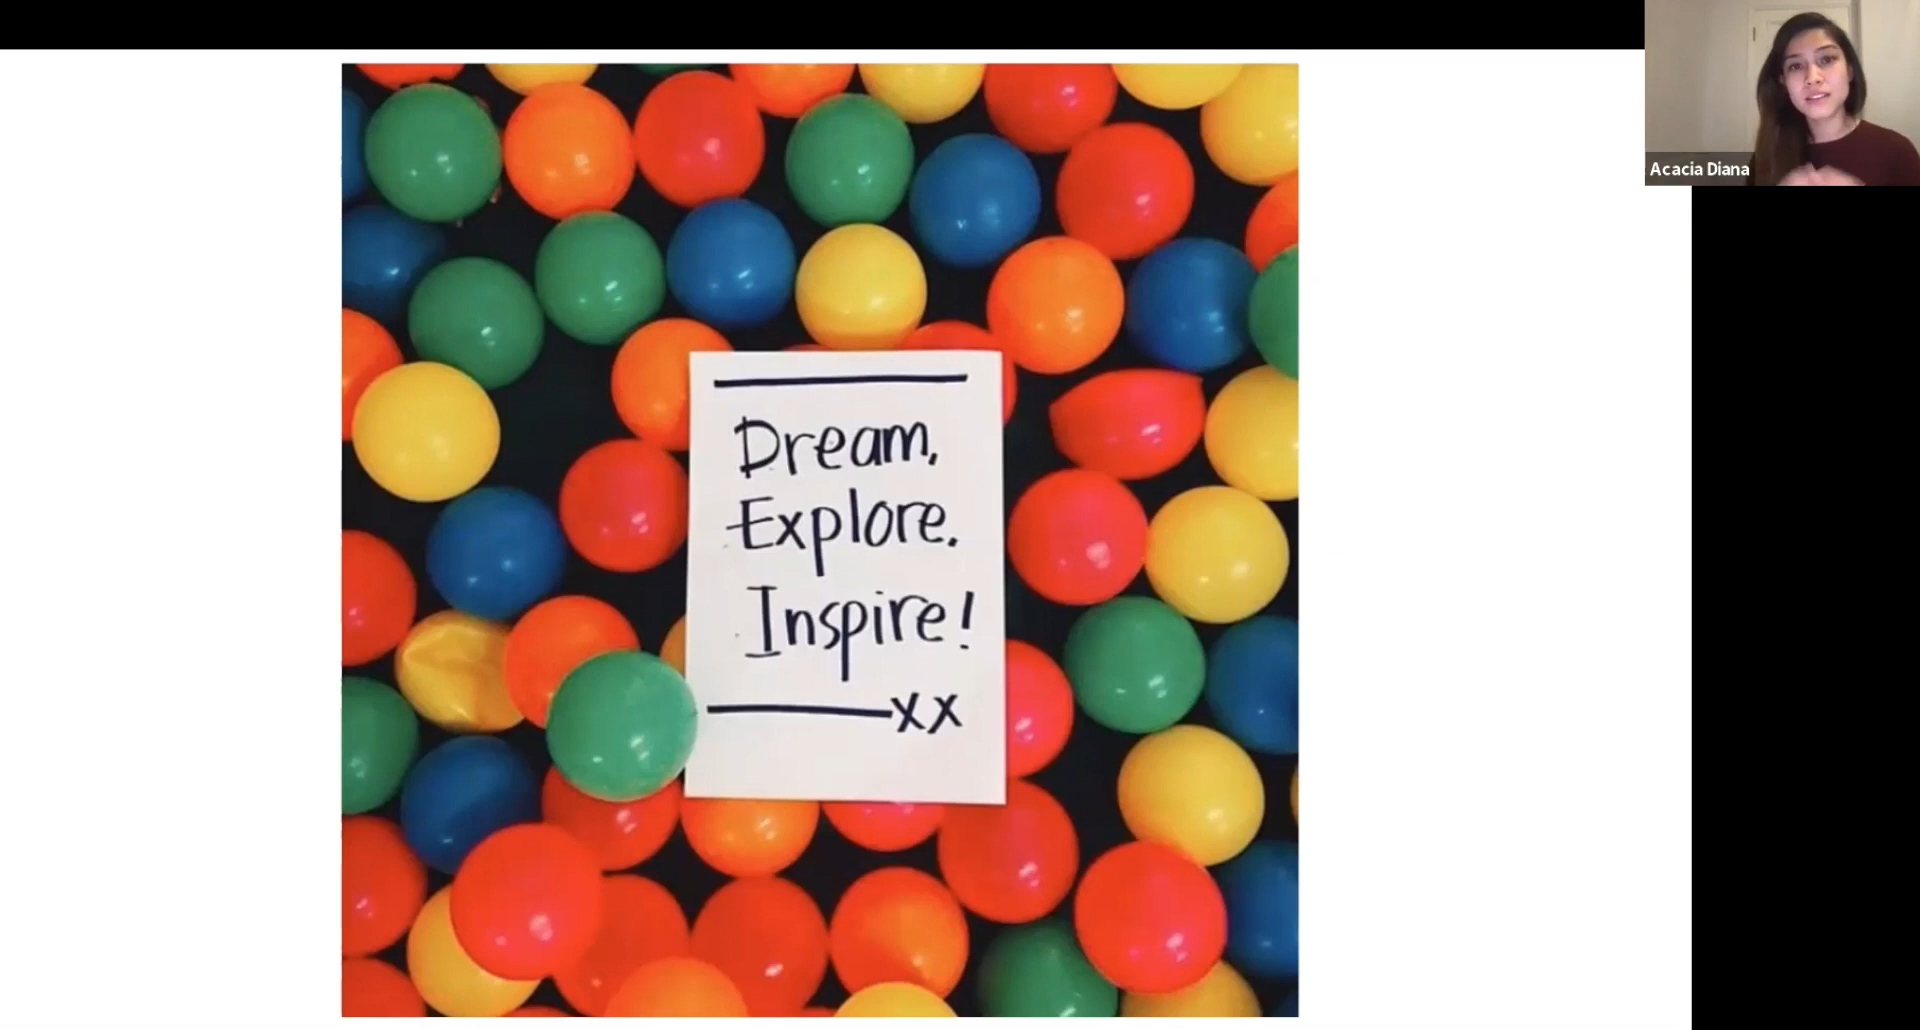 Dream,
Explore.
Inspire!
xx
Acacia Diana